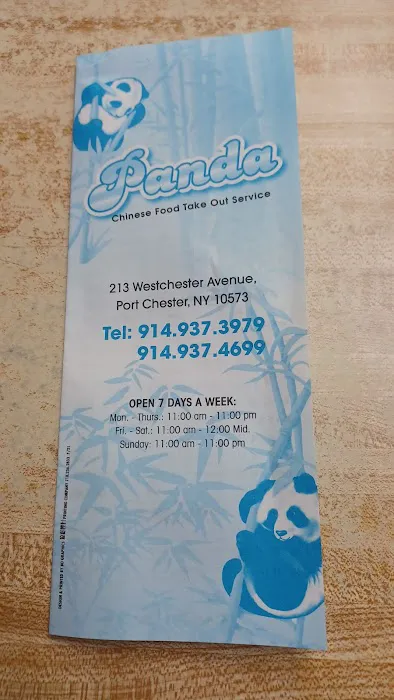 Panda
Chinese Food Take Out Service
213 Westchester Avenue,
Port Chester, NY 10573
Tel: 914.937.3979
914.937.4699
OPEN 7 DAYS A WEEK:
Mon. - Thurs.: 11:00 am - 11:00 pm
Fri. - Sat.: 11:00 am - 12:00 Mid.
Sunday: 11:00 am - 11:00 pm